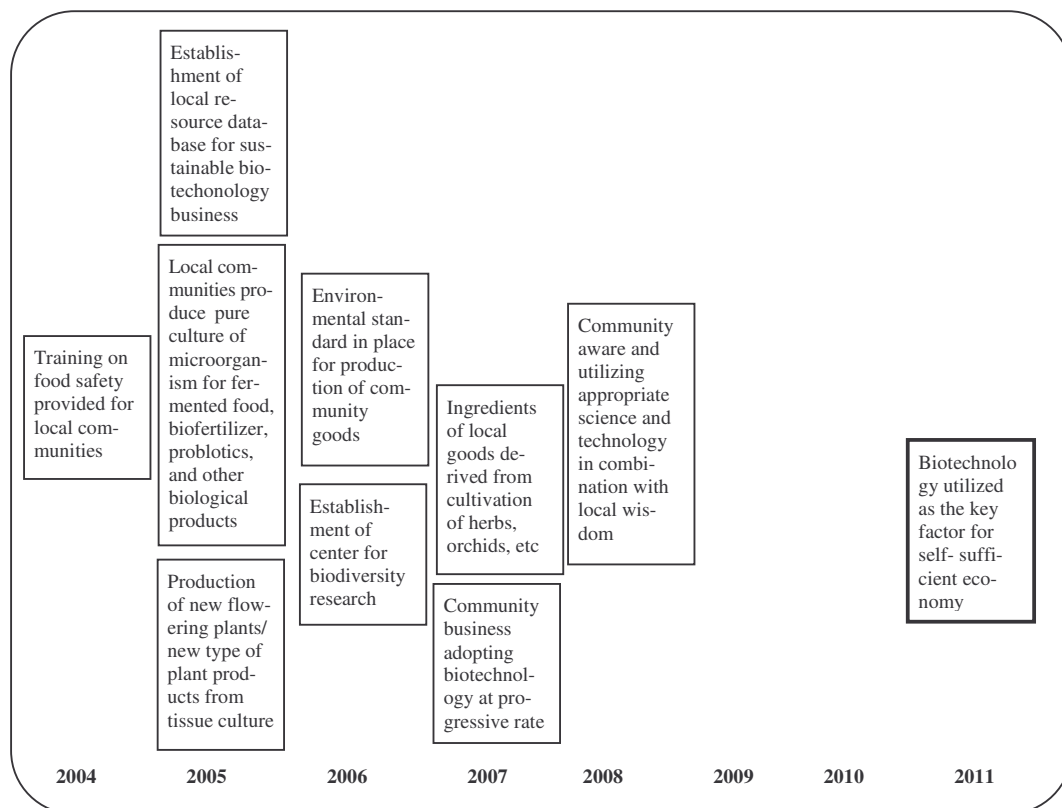 Training on
food safety
provided for
local com-
munities
Establis-
hment of
local re-
source data-
base for sus-
tainable bio-
techonology
business
Local com-
munities pro-
duce pure
culture of
microorgan-
ism for fer-
mented food,
biofertilizer,
problotics,
and other
biological
products
Production
of new flow-
ering plants/
new type of
plant prod-
ucts from
tissue culture
Environ-
mental stan-
dard in place
for produc-
tion of com-
munity
goods
Establish-
ment of
center for
biodiversity
research
Ingredients
of local
goods de-
rived from
cultivation
of herbs,
orchids, etc
Community
business
adopting
biotechnol-
ogy at pro-
gressive rate
Community
aware and
utilizing
appropriate
science and
technology
in combi-
nation with
local wis-
dom
Biotechnolo
gy utilized
as the key
factor for
self- suffi-
cient eco-
nomy
2004 2005 2006 2007 2008 2009 2010 2011